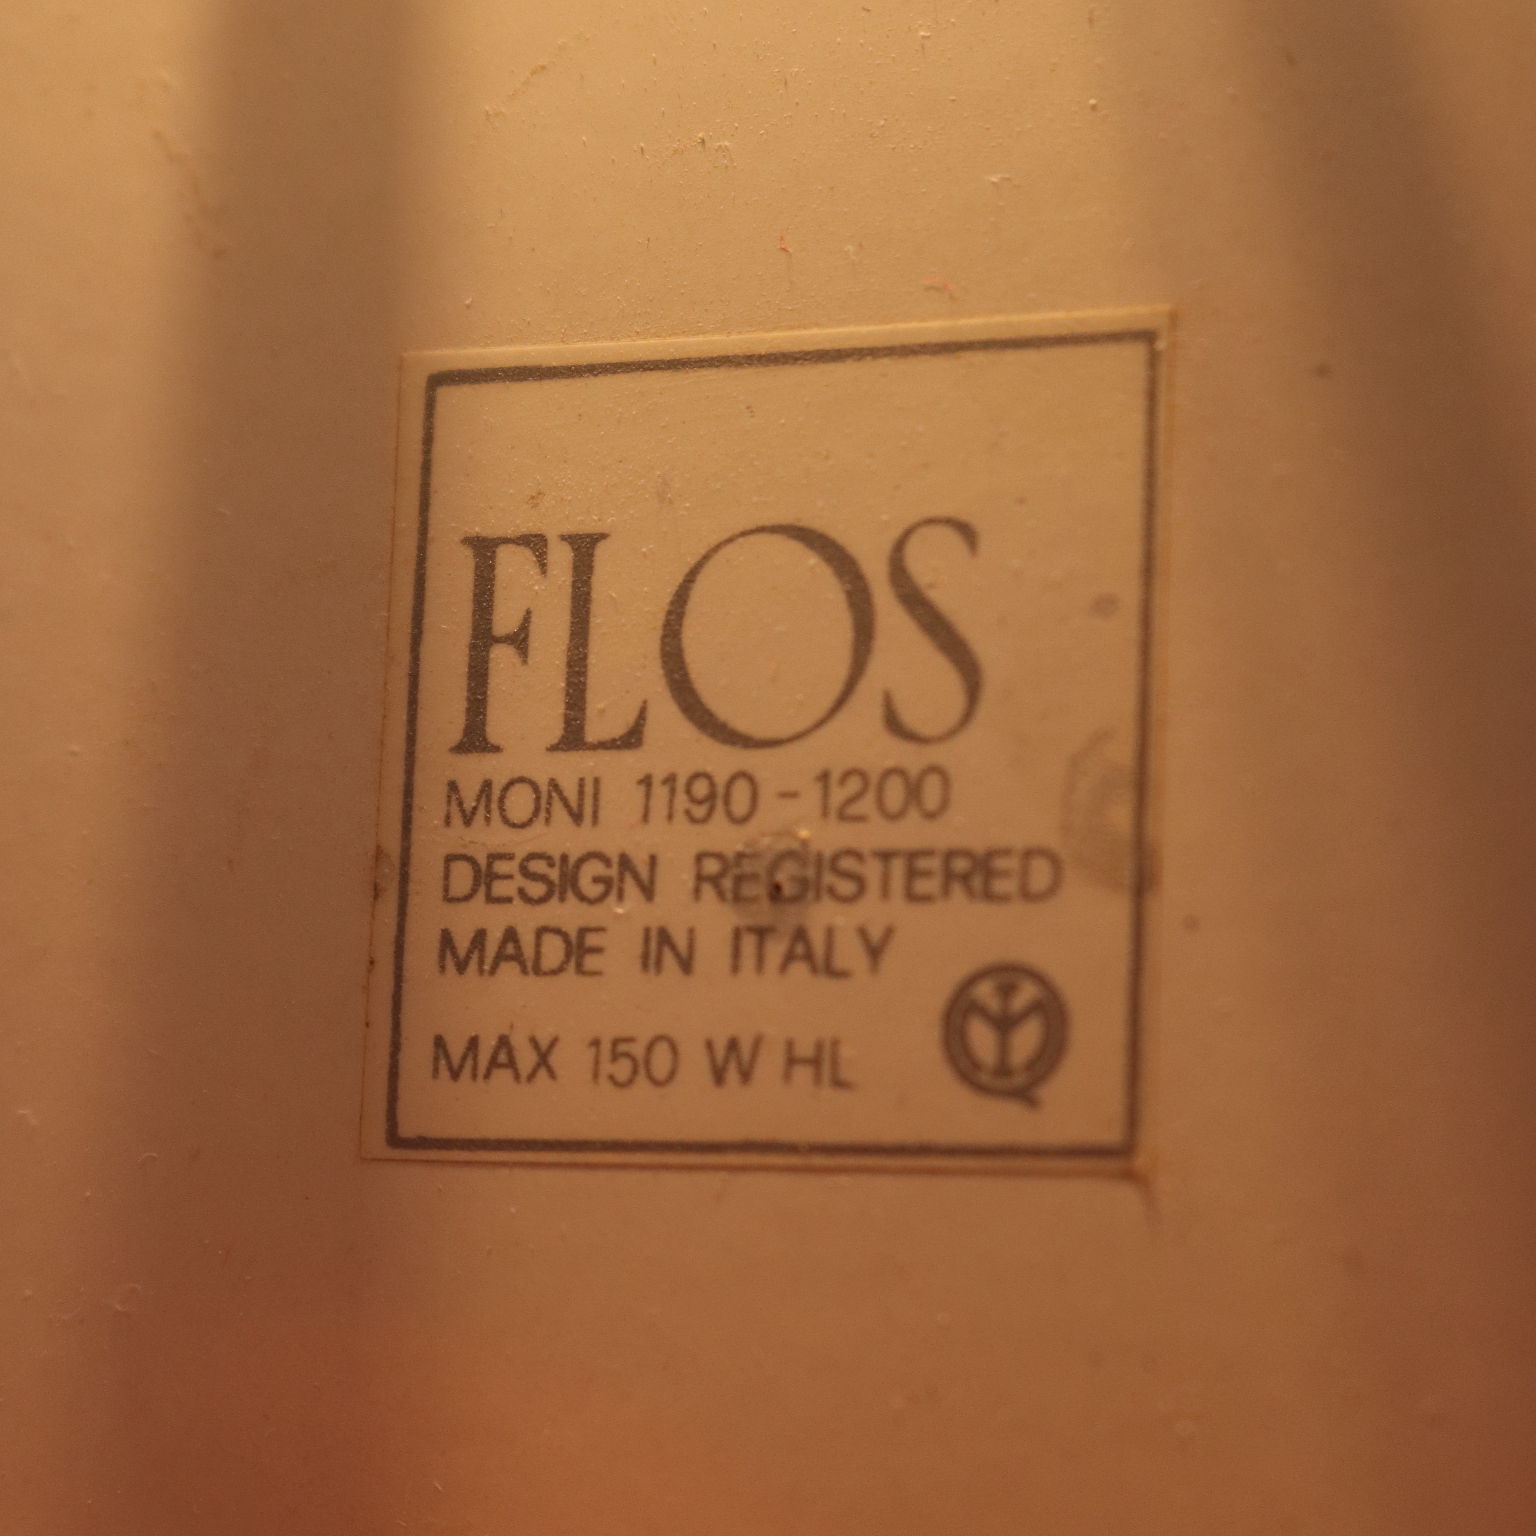 FLOS
MONI 1190-1200
DESIGN REGISTERED
MADE IN ITALY
MAX 150 W HL